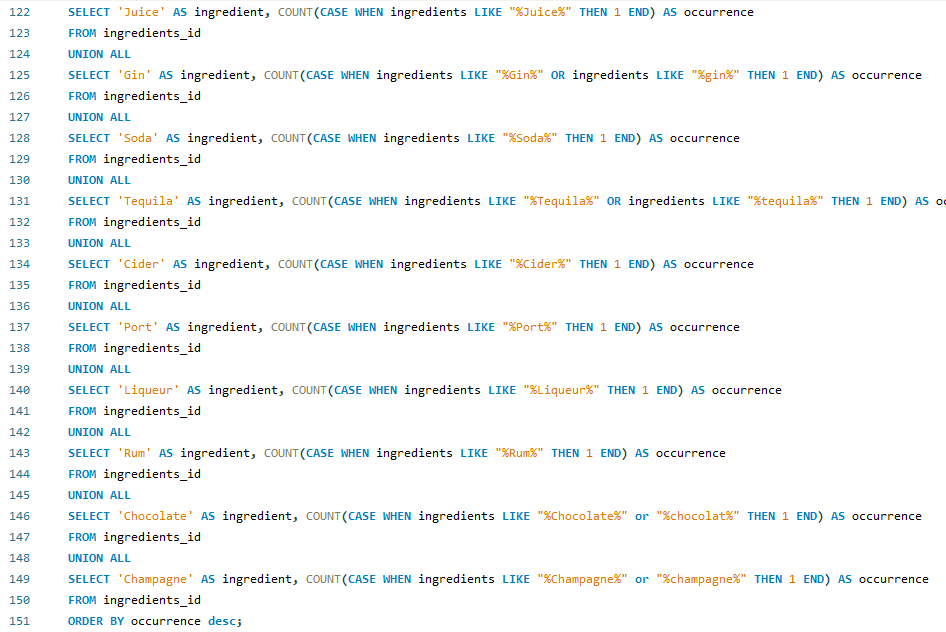 122 SELECT 'Juice' AS ingredient, COUNT(CASE WHEN ingredients LIKE "%Juice%" THEN 1 END) AS occurrence
123 FROM ingredients_id
124 UNION ALL
125 SELECT 'Gin' AS ingredient, COUNT(CASE WHEN ingredients LIKE "%Gin%" OR ingredients LIKE "%gin%" THEN 1 END) AS occurrence
126 FROM ingredients_id
127 UNION ALL
128 SELECT 'Soda' AS ingredient, COUNT(CASE WHEN ingredients LIKE "%Soda%" THEN 1 END) AS occurrence
129 FROM ingredients_id
130 UNION ALL
131 SELECT 'Tequila' AS ingredient, COUNT(CASE WHEN ingredients LIKE "%Tequila%" OR ingredients LIKE "%tequila%" THEN 1 END) AS
132 FROM ingredients_id
133 UNION ALL
134 SELECT 'Cider' AS ingredient, COUNT(CASE WHEN ingredients LIKE "%Cider%" THEN 1 END) AS occurrence
135 FROM ingredients_id
136 UNION ALL
137 SELECT 'Port' AS ingredient, COUNT(CASE WHEN ingredients LIKE "%Port%" THEN 1 END) AS occurrence
138 FROM ingredients_id
139 UNION ALL
140 SELECT 'Liqueur' AS ingredient, COUNT(CASE WHEN ingredients LIKE "%Liqueur%" THEN 1 END) AS occurrence
141 FROM ingredients_id
142 UNION ALL
143 SELECT 'Rum' AS ingredient, COUNT(CASE WHEN ingredients LIKE "%Rum%" THEN 1 END) AS occurrence
144 FROM ingredients_id
145 UNION ALL
146 SELECT 'Chocolate' AS ingredient, COUNT(CASE WHEN ingredients LIKE "%Chocolate%" or "%chocolat%" THEN 1 END) AS occurrence
147 FROM ingredients_id
148 UNION ALL
149 SELECT 'Champagne' AS ingredient, COUNT(CASE WHEN ingredients LIKE "%Champagne%" or "%champagne%" THEN 1 END) AS occurrence
150 FROM ingredients_id
151 ORDER BY occurrence desc;